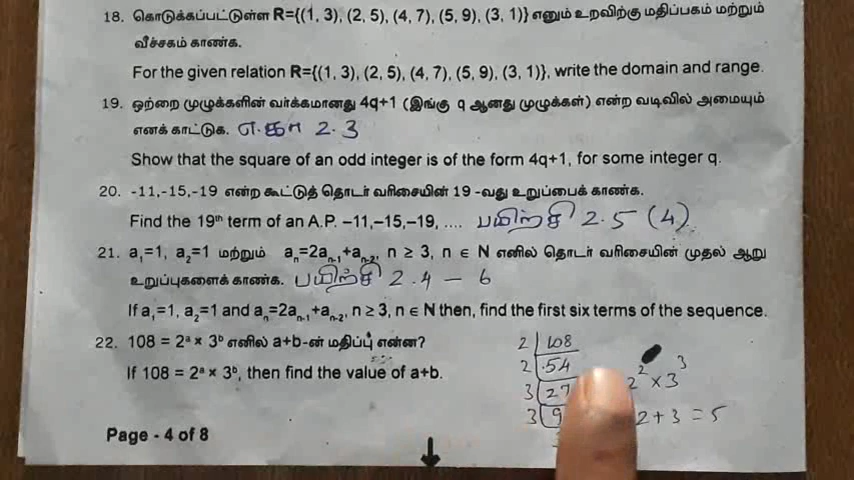 18. கொடுக்கப்பட்டுள்ள R={(1, 3), (2, 5), (4, 7), (5, 9), (3, 1)} எனும் உறவிற்கு மதிப்பகம் மற்றும்
வீச்சகம் காண்க.
For the given relation R={(1, 3), (2, 5), (4, 7), (5, 9), (3, 1)}, write the domain and range.
19. ஒற்றை முழுக்களின் வர்க்கமானது 4q+1 (இங்கு q ஆனது முழுக்கள்) என்ற வடிவில் அமையும்
எனக் காட்டுக. எ.கா 2.3
Show that the square of an odd integer is of the form 4q+1, for some integer q.
20. -11,-15,-19 என்ற கூட்டுத் தொடர் வரிசையின் 19 -வது உறுப்பைக் காண்க.
Find the 19th term of an A.P. –11,–15,–19, .... பயிற்சி 2.5 (4)
21. a₁=1, a₂=1 மற்றும் aₙ=2aₙ₋₁+aₙ₋₂, n ≥ 3, n ∈ N எனில் தொடர் வரிசையின் முதல் ஆறு
உறுப்புகளைக் காண்க. பயிற்சி 2.4 – 6
If a₁=1, a₂=1 and aₙ=2aₙ₋₁+aₙ₋₂, n ≥ 3, n ∈ N then, find the first six terms of the sequence.
22. 108 = 2ᵃ × 3ᵇ எனில் a+b-ன் மதிப்பு என்ன? 2 108
If 108 = 2ᵃ × 3ᵇ, then find the value of a+b. 2 54 2² × 3³
3 27
3 9 2 + 3 = 5
Page - 4 of 8